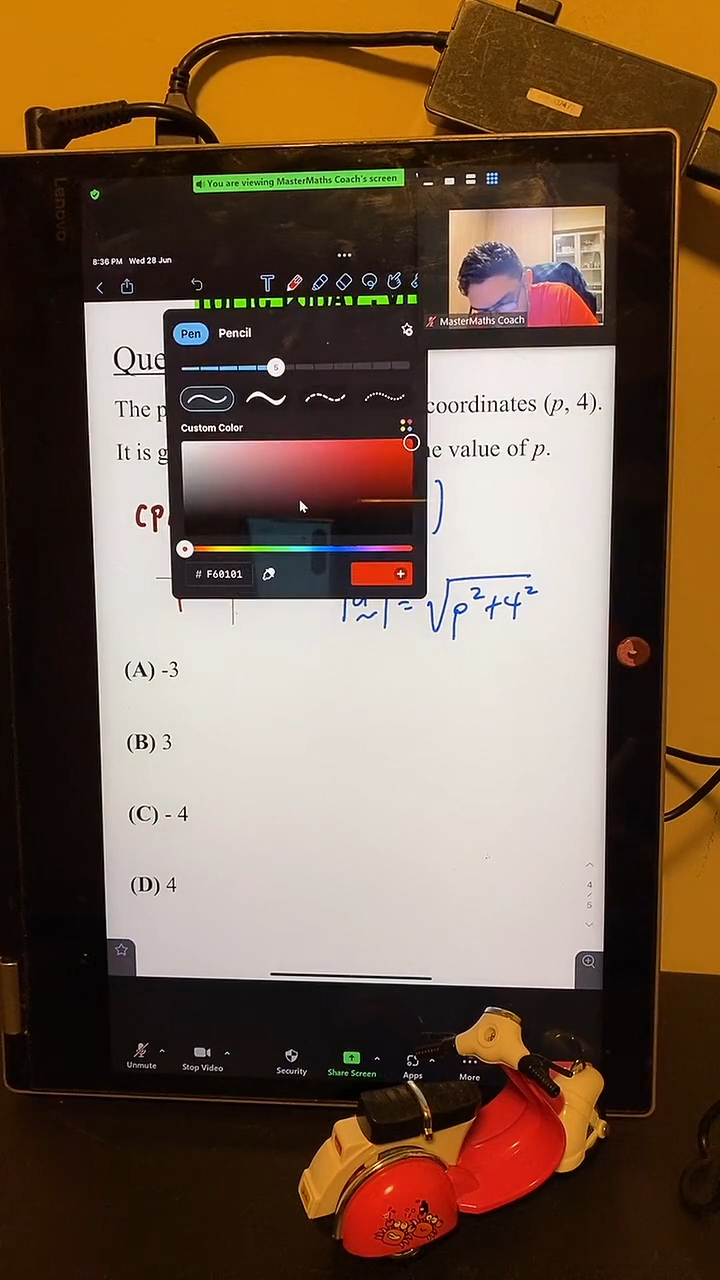 Lenovo
You are viewing MasterMaths Coach's screen
8:36 PM Wed 28 Jun
MasterMaths Coach
Pen Pencil
5
Que
The p coordinates (p, 4).
Custom Color
It is g e value of p.
(P )
# F60101
|u| = √p²+4²
(A) -3
(B) 3
(C) - 4
(D) 4
4
/
5
Unmute Stop Video Security Share Screen Apps More